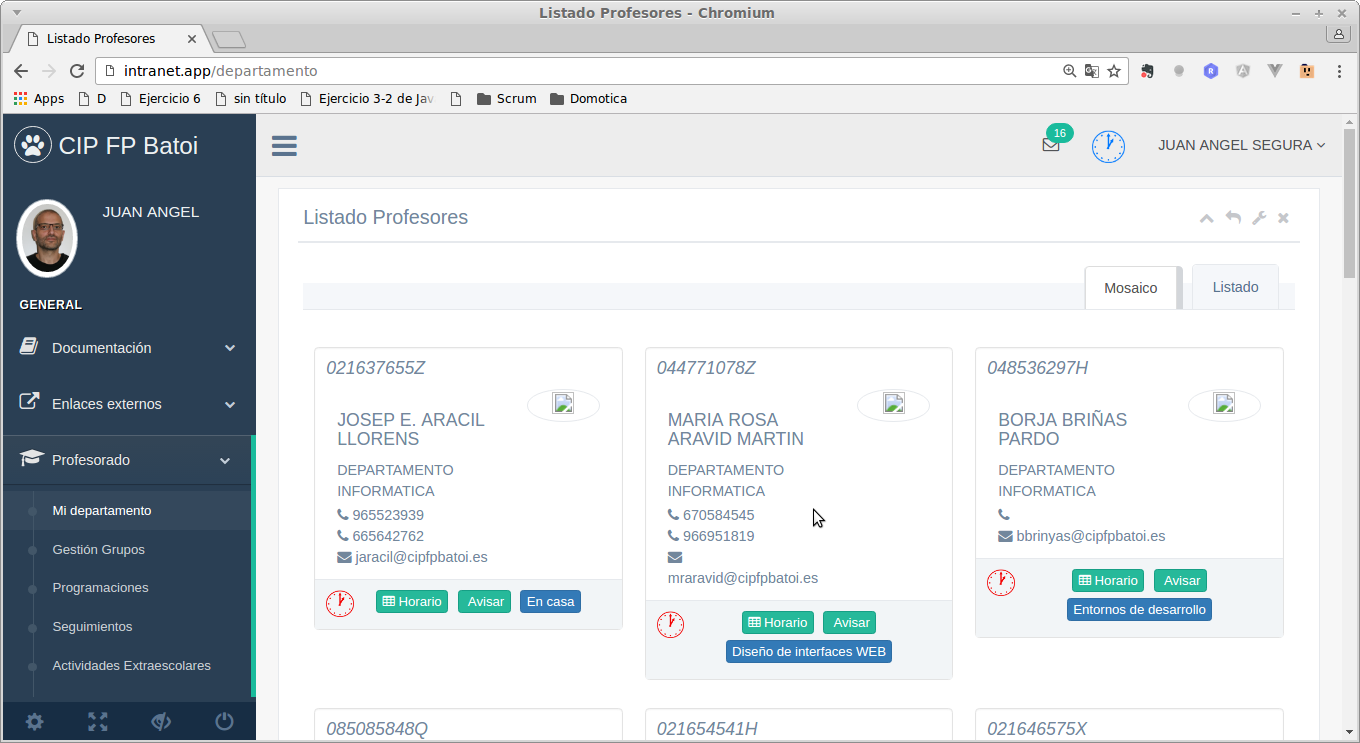 Listado Profesores - Chromium
Listado Profesores
intranet.app/departamento
Apps D Ejercicio 6 sin título Ejercicio 3-2 de Jav Scrum Domotica
CIP FP Batoi
16
JUAN ANGEL SEGURA
JUAN ANGEL
GENERAL
Documentación
Enlaces externos
Profesorado
Mi departamento
Gestión Grupos
Programaciones
Seguimientos
Actividades Extraescolares
Listado Profesores
Mosaico Listado
021637655Z
JOSEP E. ARACIL
LLORENS
DEPARTAMENTO
INFORMATICA
965523939
665642762
jaracil@cipfpbatoi.es
Horario Avisar En casa
044771078Z
MARIA ROSA
ARAVID MARTIN
DEPARTAMENTO
INFORMATICA
670584545
966951819
mraravid@cipfpbatoi.es
Horario Avisar
Diseño de interfaces WEB
048536297H
BORJA BRIÑAS
PARDO
DEPARTAMENTO
INFORMATICA
bbrinyas@cipfpbatoi.es
Horario Avisar
Entornos de desarrollo
085085848Q
021654541H
021646575X